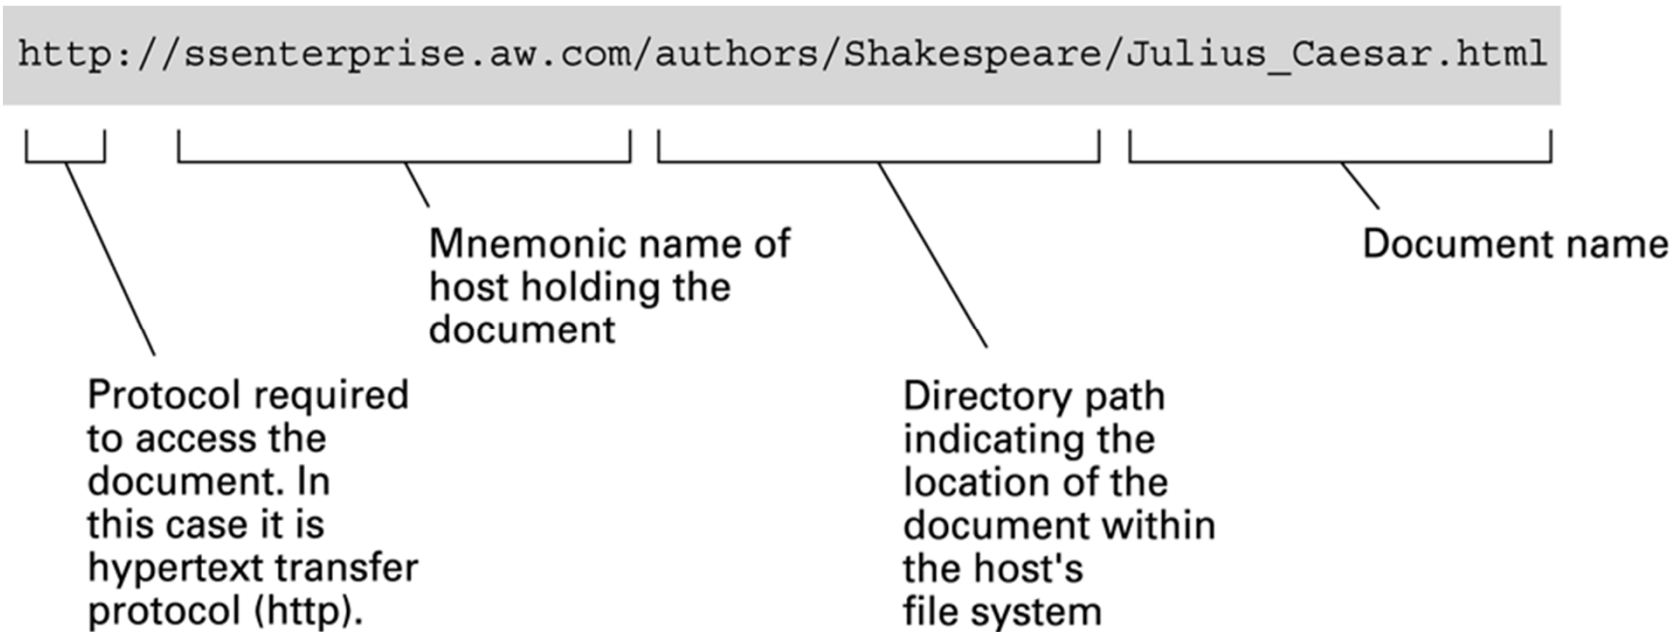 http://ssenterprise.aw.com/authors/Shakespeare/Julius_Caesar.html
Mnemonic name of
host holding the
document
Document name
Protocol required
to access the
document. In
this case it is
hypertext transfer
protocol (http).
Directory path
indicating the
location of the
document within
the host's
file system